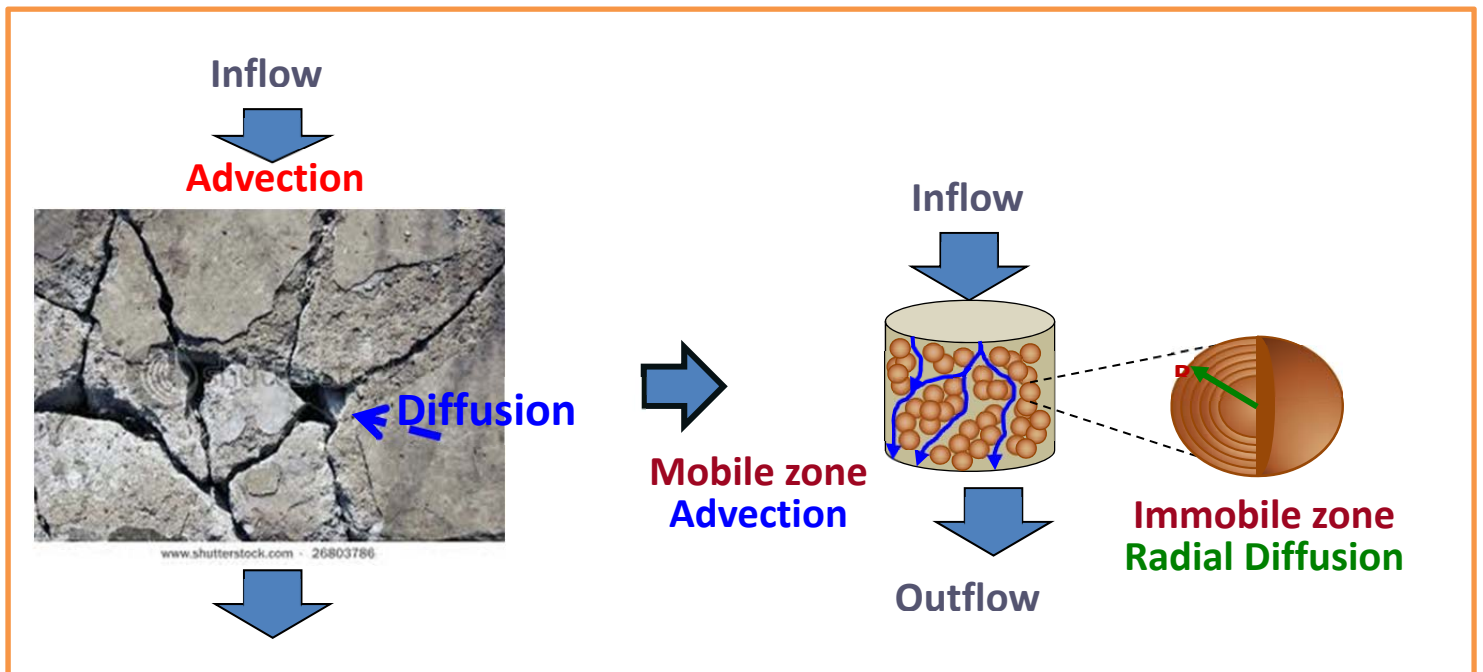 Inflow
Advection
Diffusion
www.shutterstock.com · 26803786
Inflow
Mobile zone
Advection
Outflow
Immobile zone
Radial Diffusion